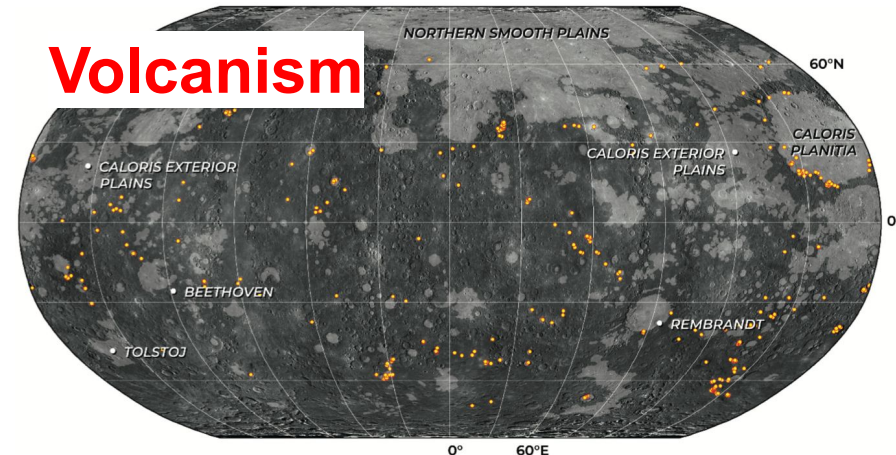 NORTHERN SMOOTH PLAINS
Volcanism
60°N
CALORIS
PLANITIA
CALORIS EXTERIOR
PLAINS
CALORIS EXTERIOR
PLAINS
0
BEETHOVEN
REMBRANDT
TOLSTOJ
0°
60°E